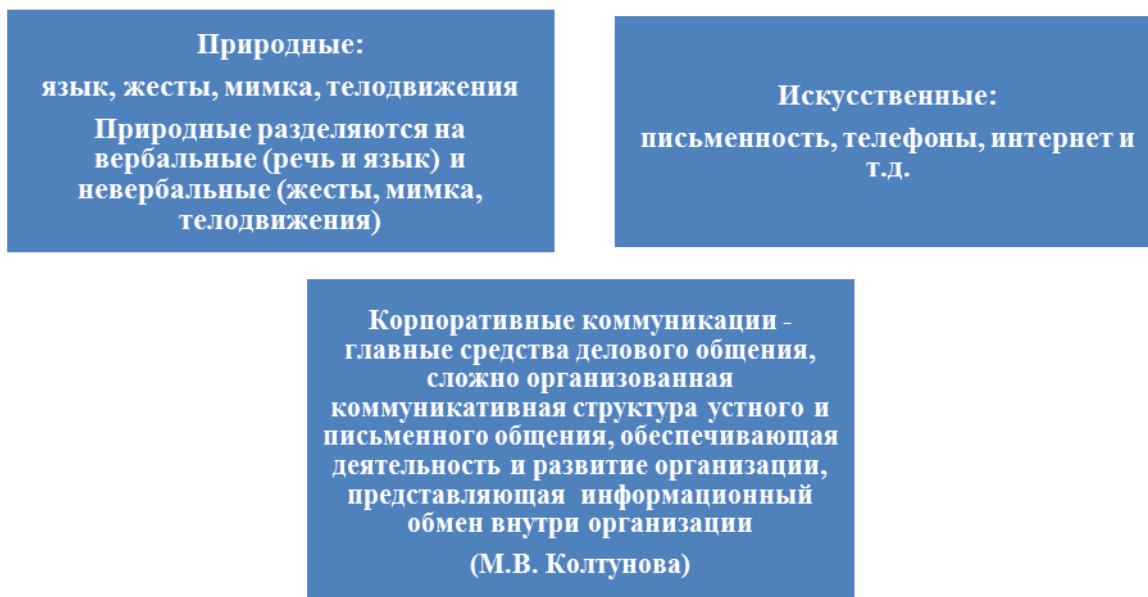 Природные:
язык, жесты, мимка, телодвижения
Природные разделяются на
вербальные (речь и язык) и
невербальные (жесты, мимка,
телодвижения)
Искусственные:
письменность, телефоны, интернет и
т.д.
Корпоративные коммуникации -
главные средства делового общения,
сложно организованная
коммуникативная структура устного и
письменного общения, обеспечивающая
деятельность и развитие организации,
представляющая информационный
обмен внутри организации
(М.В. Колтунова)